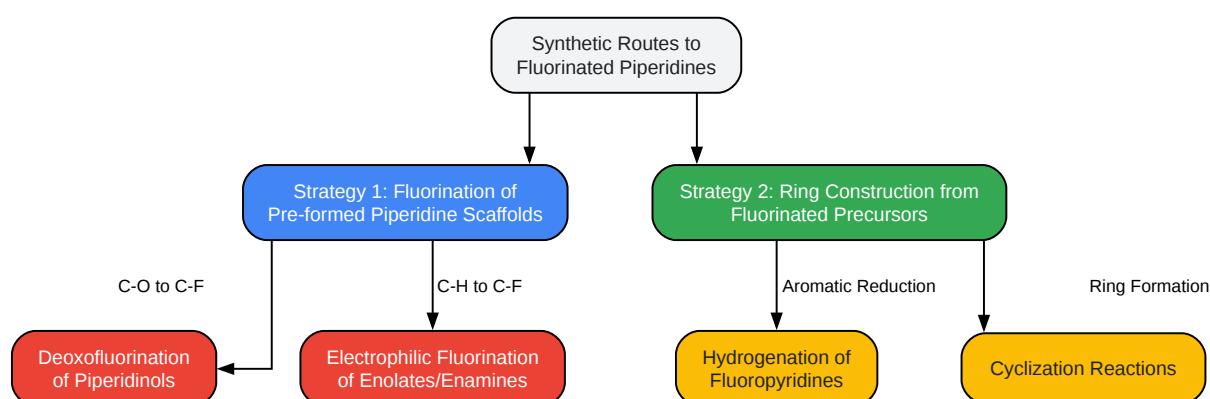 Synthetic Routes to
Fluorinated Piperidines
Strategy 1: Fluorination of
Pre-formed Piperidine Scaffolds
Strategy 2: Ring Construction from
Fluorinated Precursors
C-O to C-F
C-H to C-F
Aromatic Reduction
Ring Formation
Deoxofluorination
of Piperidinols
Electrophilic Fluorination
of Enolates/Enamines
Hydrogenation of
Fluoropyridines
Cyclization Reactions